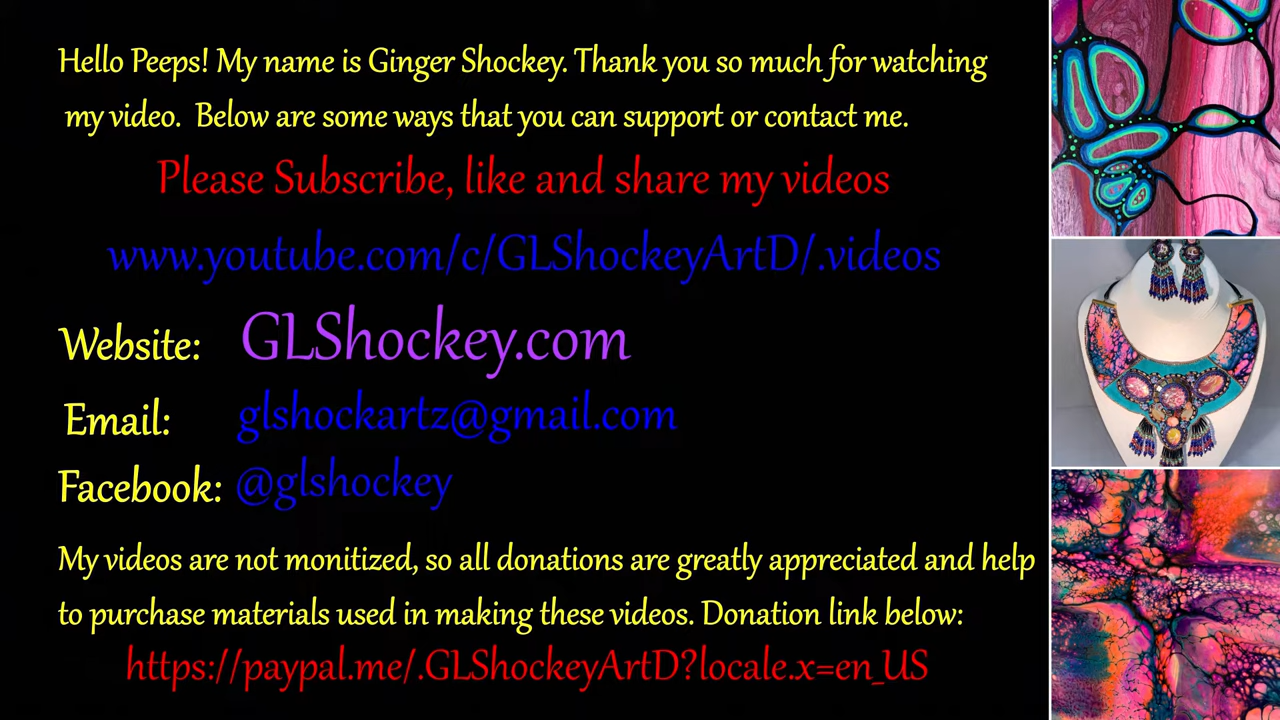 Hello Peeps! My name is Ginger Shockey. Thank you so much for watching
my video. Below are some ways that you can support or contact me.
Please Subscribe, like and share my videos
www.youtube.com/c/GLShockeyArtD/.videos
Website: GLShockey.com
Email: glshockartz@gmail.com
Facebook: @glshockey
My videos are not monitized, so all donations are greatly appreciated and help
to purchase materials used in making these videos. Donation link below:
https://paypal.me/.GLShockeyArtD?locale.x=en_US